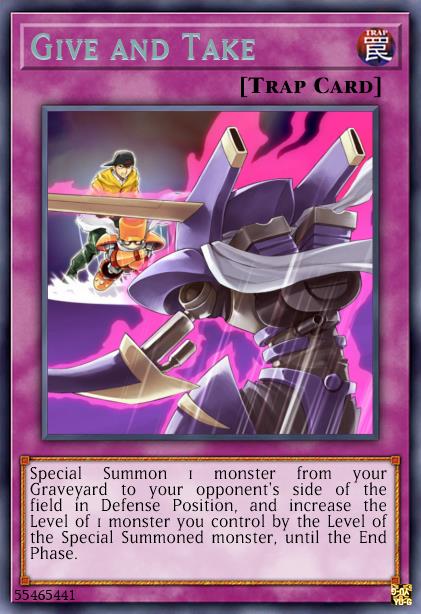 Give and Take
TRAP
罠
[Trap Card]
Special Summon 1 monster from your
Graveyard to your opponent's side of the
field in Defense Position, and increase the
Level of 1 monster you control by the Level
of the Special Summoned monster, until the End
Phase.
55465441